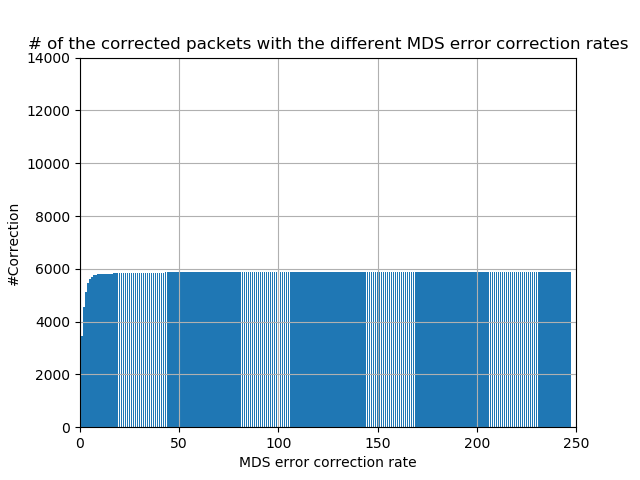 # of the corrected packets with the different MDS error correction rates
14000
12000
10000
8000
6000
4000
2000
0
#Correction
0 50 100 150 200 250
MDS error correction rate